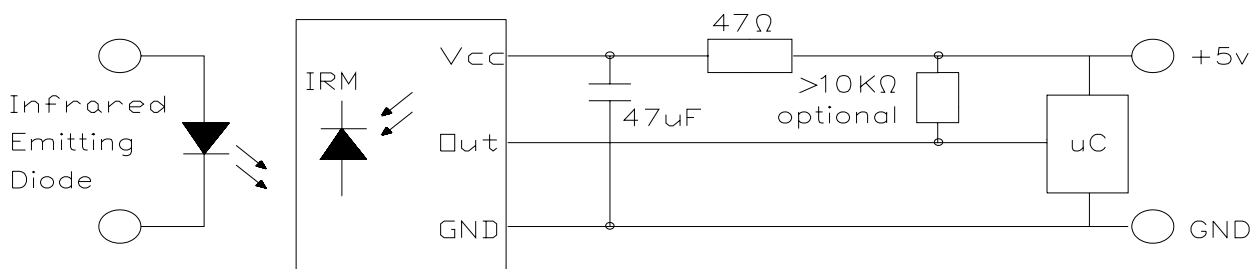 Infrared
Emitting
Diode
IRM
Vcc
Out
GND
47Ω
47uF
>10KΩ
optional
uC
+5v
GND